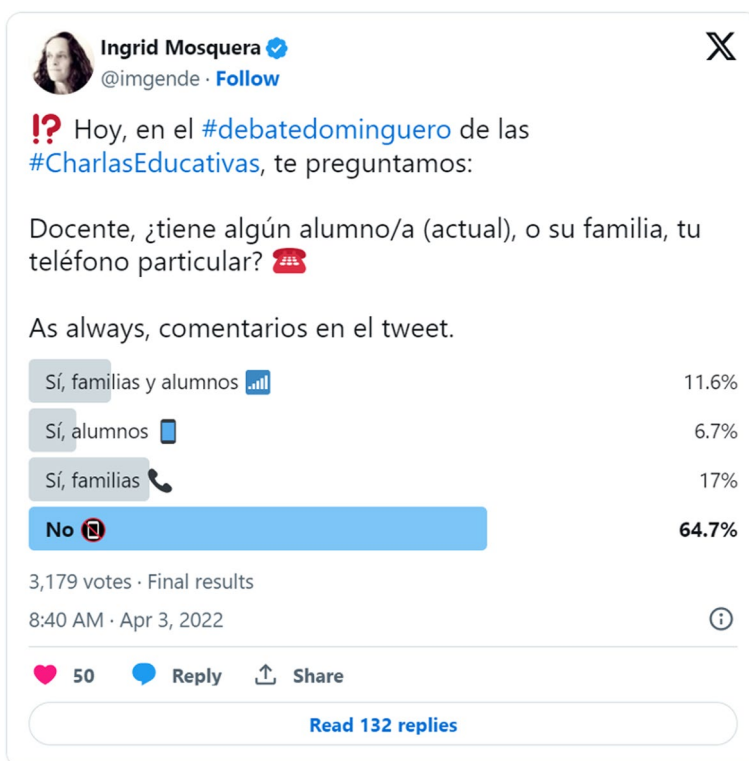 Ingrid Mosquera
@imgende · Follow
⁉️ Hoy, en el #debatedominguero de las
#CharlasEducativas, te preguntamos:
Docente, ¿tiene algún alumno/a (actual), o su familia, tu
teléfono particular? ☎️
As always, comentarios en el tweet.
Sí, familias y alumnos 📶 11.6%
Sí, alumnos 📱 6.7%
Sí, familias 📞 17%
No 📵 64.7%
3,179 votes · Final results
8:40 AM · Apr 3, 2022
50 Reply Share
Read 132 replies